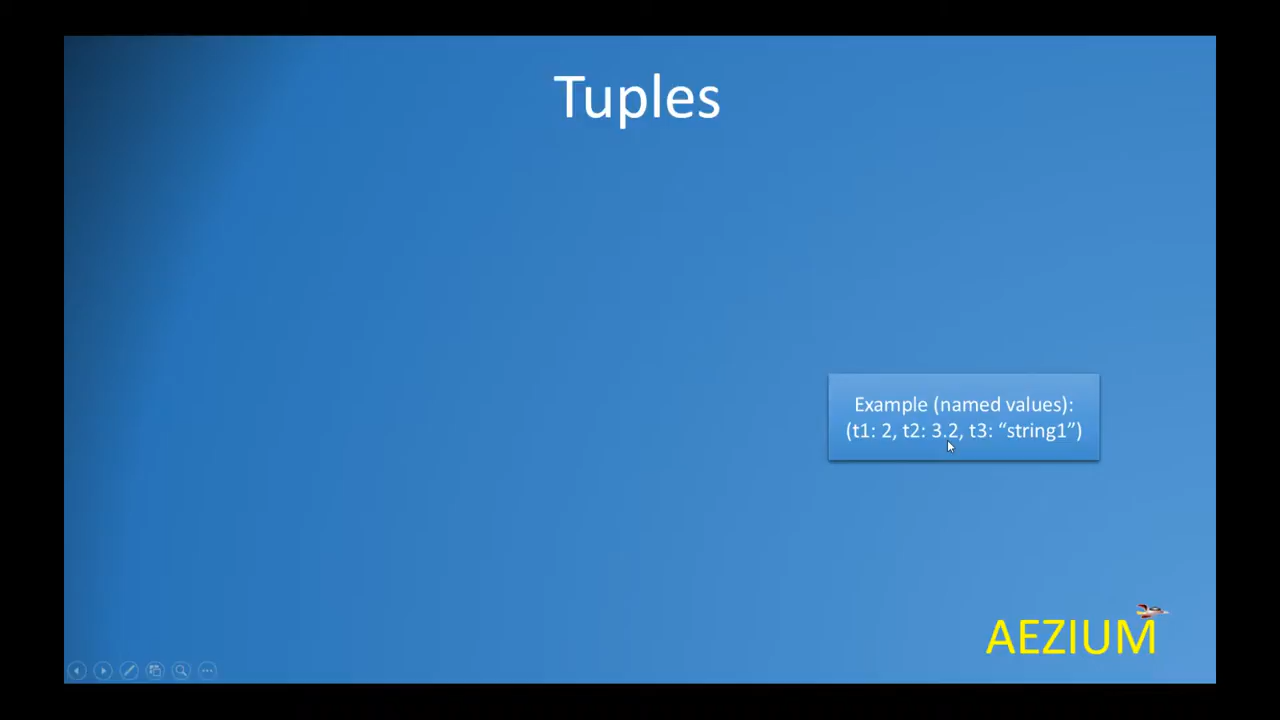 Tuples
Example (named values):
(t1: 2, t2: 3.2, t3: “string1”)
AEZIUM